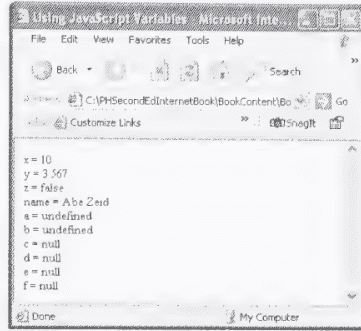 Using JavaScript Variables - Microsoft Inte...
File Edit View Favorites Tools Help
Back Search »
C:\PHSecondEdInternetBook\BookContent\Bo Go
Customize Links » SnagIt
x = 10
y = 3.567
z = false
name = Abe Zeid
a = undefined
b = undefined
c = null
d = null
e = null
f = null
Done My Computer